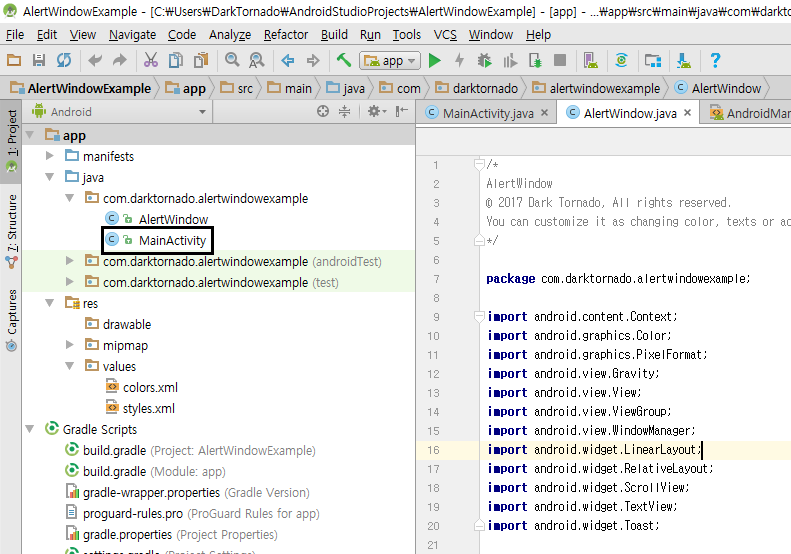 AlertWindowExample - [C:₩Users₩DarkTornado₩AndroidStudioProjects₩AlertWindowExample] - [app] - ...₩app₩src₩main₩java₩com₩darkto
File Edit View Navigate Code Analyze Refactor Build Run Tools VCS Window Help
app
AlertWindowExample app src main java com darktornado alertwindowexample AlertWindow
1: Project
7: Structure
Captures
Android
app
manifests
java
com.darktornado.alertwindowexample
AlertWindow
MainActivity
com.darktornado.alertwindowexample (androidTest)
com.darktornado.alertwindowexample (test)
res
drawable
mipmap
values
colors.xml
styles.xml
Gradle Scripts
build.gradle (Project: AlertWindowExample)
build.gradle (Module: app)
gradle-wrapper.properties (Gradle Version)
proguard-rules.pro (ProGuard Rules for app)
gradle.properties (Project Properties)
settings.gradle (Project Settings)
MainActivity.java AlertWindow.java AndroidMan
1 /*
2 AlertWindow
3 © 2017 Dark Tornado, All rights reserved.
4 You can customize it as changing color, texts or ad
5 */
6
7 package com.darktornado.alertwindowexample;
8
9 import android.content.Context;
10 import android.graphics.Color;
11 import android.graphics.PixelFormat;
12 import android.view.Gravity;
13 import android.view.View;
14 import android.view.ViewGroup;
15 import android.view.WindowManager;
16 import android.widget.LinearLayout;
17 import android.widget.RelativeLayout;
18 import android.widget.ScrollView;
19 import android.widget.TextView;
20 import android.widget.Toast;
21